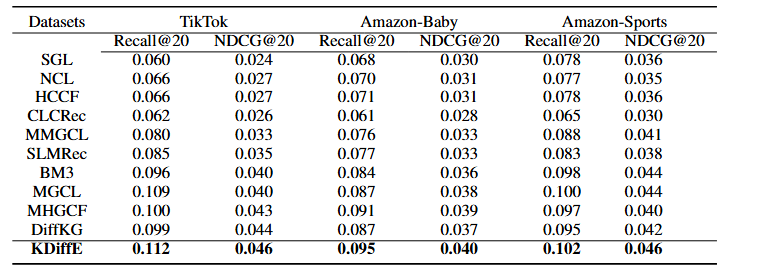 Datasets TikTok Amazon-Baby Amazon-Sports
Recall@20 NDCG@20 Recall@20 NDCG@20 Recall@20 NDCG@20
SGL 0.060 0.024 0.068 0.030 0.078 0.036
NCL 0.066 0.027 0.070 0.031 0.077 0.035
HCCF 0.066 0.027 0.071 0.031 0.078 0.036
CLCRec 0.062 0.026 0.061 0.028 0.065 0.030
MMGCL 0.080 0.033 0.076 0.033 0.088 0.041
SLMRec 0.085 0.035 0.077 0.033 0.083 0.038
BM3 0.096 0.040 0.084 0.036 0.098 0.044
MGCL 0.109 0.040 0.087 0.038 0.100 0.044
MHGCF 0.100 0.043 0.091 0.039 0.097 0.040
DiffKG 0.099 0.044 0.087 0.037 0.095 0.042
KDiffE 0.112 0.046 0.095 0.040 0.102 0.046